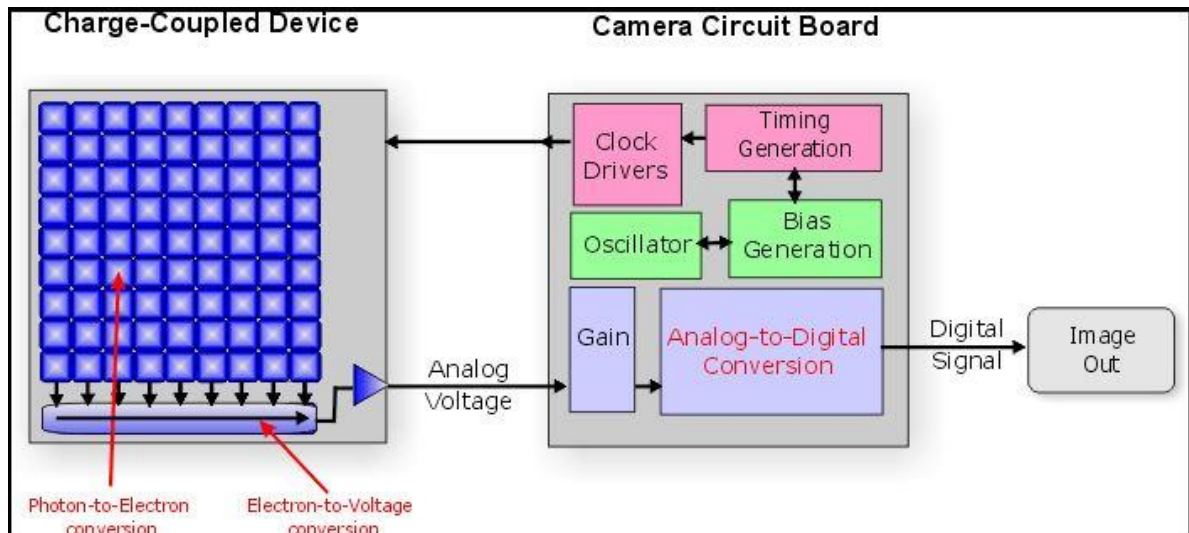 Charge-Coupled Device
Camera Circuit Board
Clock
Drivers
Timing
Generation
Oscillator
Bias
Generation
Gain
Analog-to-Digital
Conversion
Analog
Voltage
Digital
Signal
Image
Out
Photon-to-Electron
conversion
Electron-to-Voltage
conversion